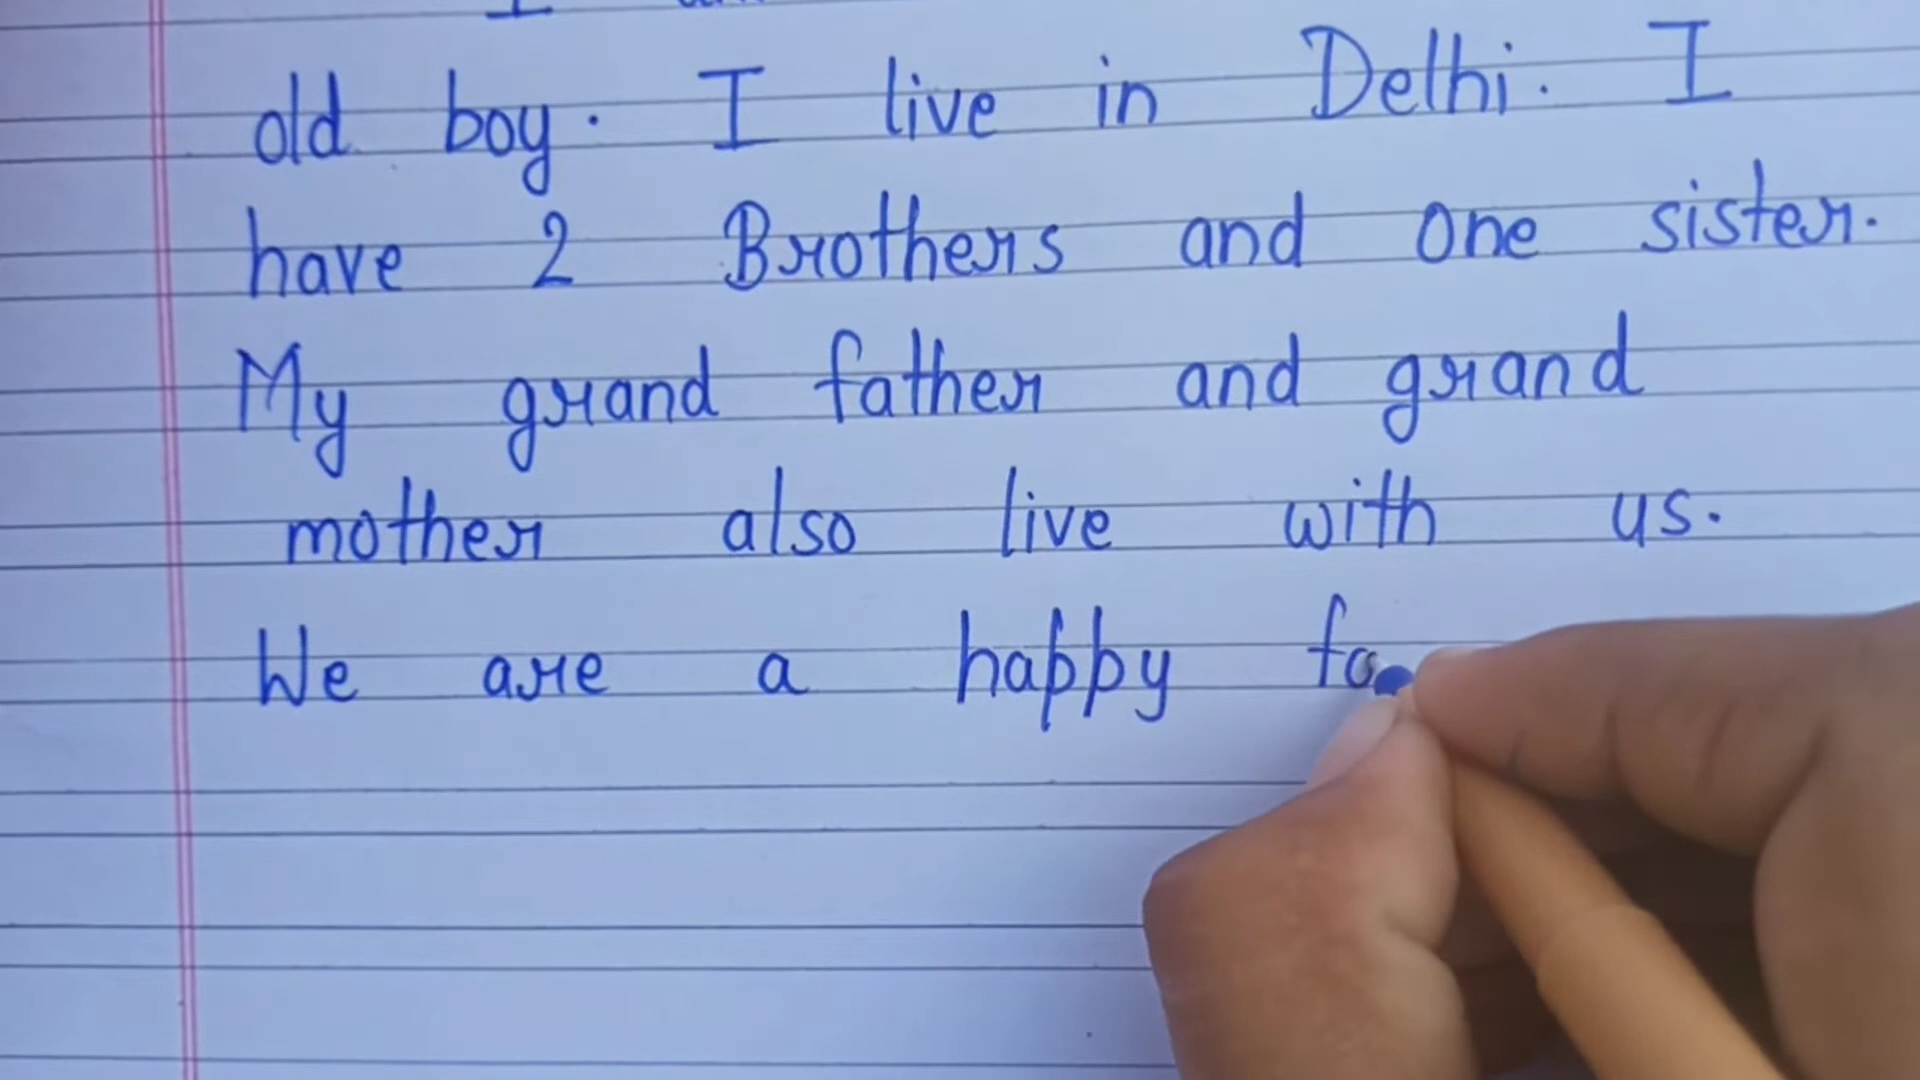 I
old boy. I live in Delhi. I
have 2 Brothers and one sister.
My grand father and grand
mother also live with us.
We are a happy fa